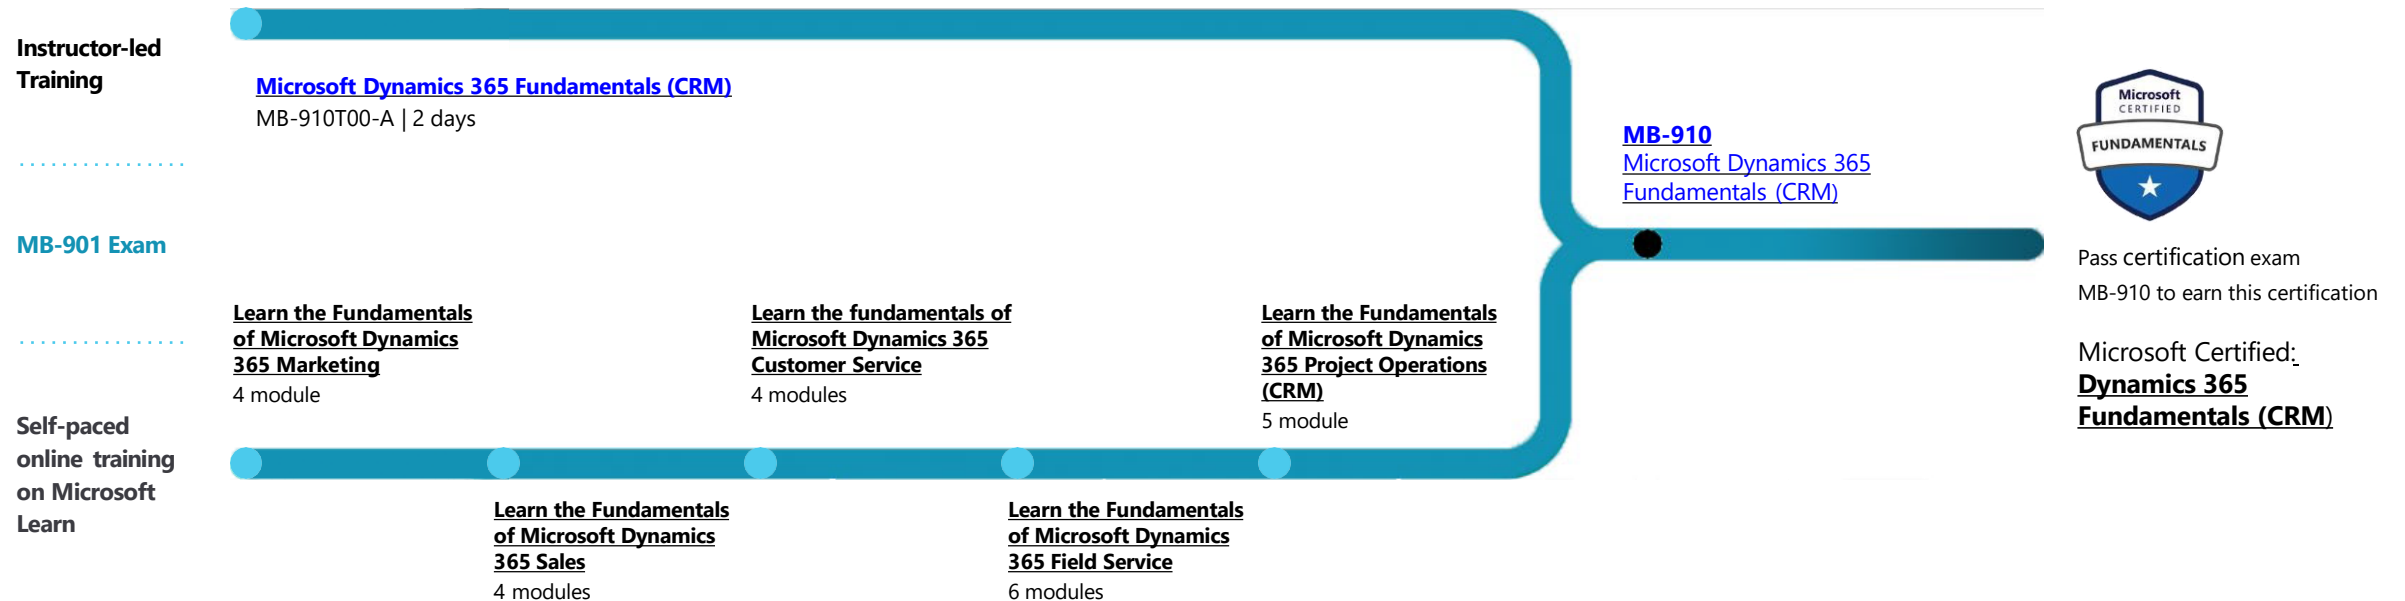 Instructor-led
Training
Microsoft Dynamics 365 Fundamentals (CRM)
MB-910T00-A | 2 days
MB-901 Exam
MB-910
Microsoft Dynamics 365
Fundamentals (CRM)
Learn the Fundamentals
of Microsoft Dynamics
365 Marketing
4 module
Learn the fundamentals of
Microsoft Dynamics 365
Customer Service
4 modules
Learn the Fundamentals
of Microsoft Dynamics
365 Project Operations
(CRM)
5 module
Self-paced
online training
on Microsoft
Learn
Learn the Fundamentals
of Microsoft Dynamics
365 Sales
4 modules
Learn the Fundamentals
of Microsoft Dynamics
365 Field Service
6 modules
Microsoft
CERTIFIED
FUNDAMENTALS
Pass certification exam
MB-910 to earn this certification
Microsoft Certified:
Dynamics 365
Fundamentals (CRM)